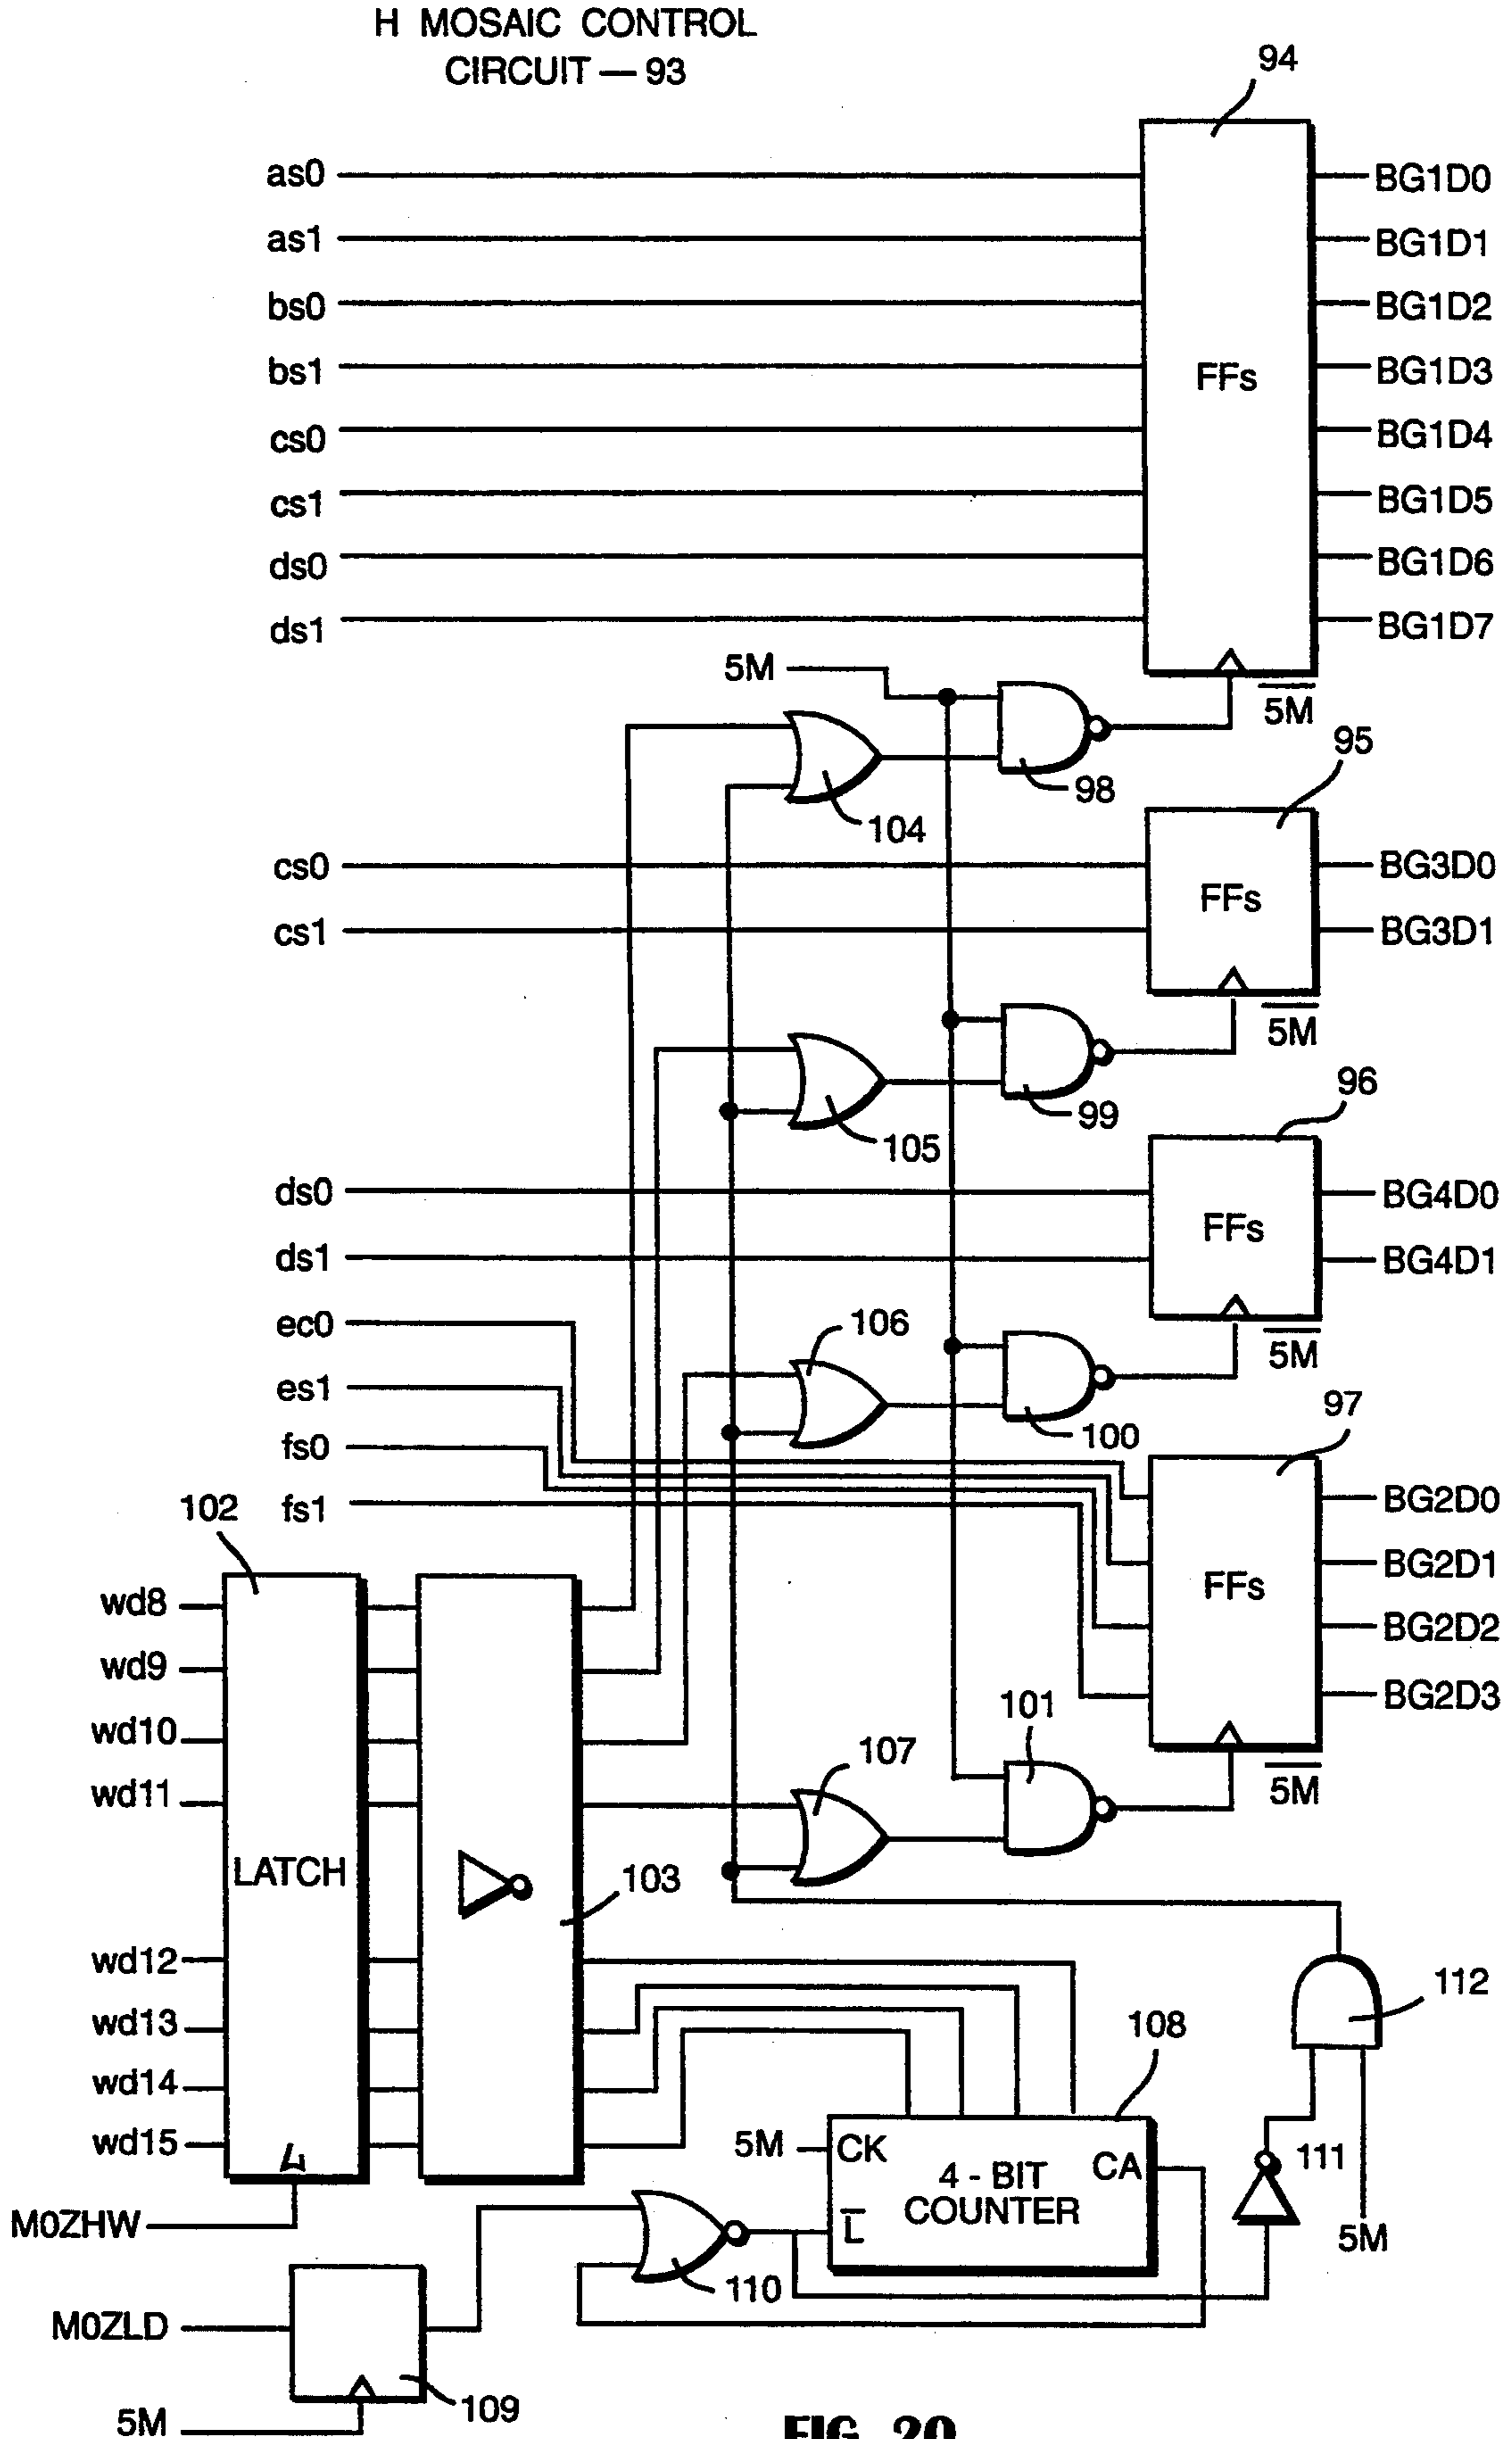 H MOSAIC CONTROL
CIRCUIT — 93
94
as0
BG1D0
as1
BG1D1
bs0
BG1D2
bs1
BG1D3
FFs
cs0
BG1D4
cs1
BG1D5
ds0
BG1D6
ds1
BG1D7
5M
5M
98
95
104
cs0
BG3D0
FFs
cs1
BG3D1
5M
96
99
105
ds0
BG4D0
FFs
ds1
BG4D1
ec0
106
5M
es1
97
fs0
100
102
fs1
BG2D0
BG2D1
FFs
wd8
BG2D2
wd9
BG2D3
101
wd10
107
5M
wd11
LATCH
103
wd12
112
wd13
108
wd14
wd15
5M
CK
CA
111
4 - BIT
COUNTER
L
M0ZHW
5M
110
M0ZLD
109
5M
FIG. 20